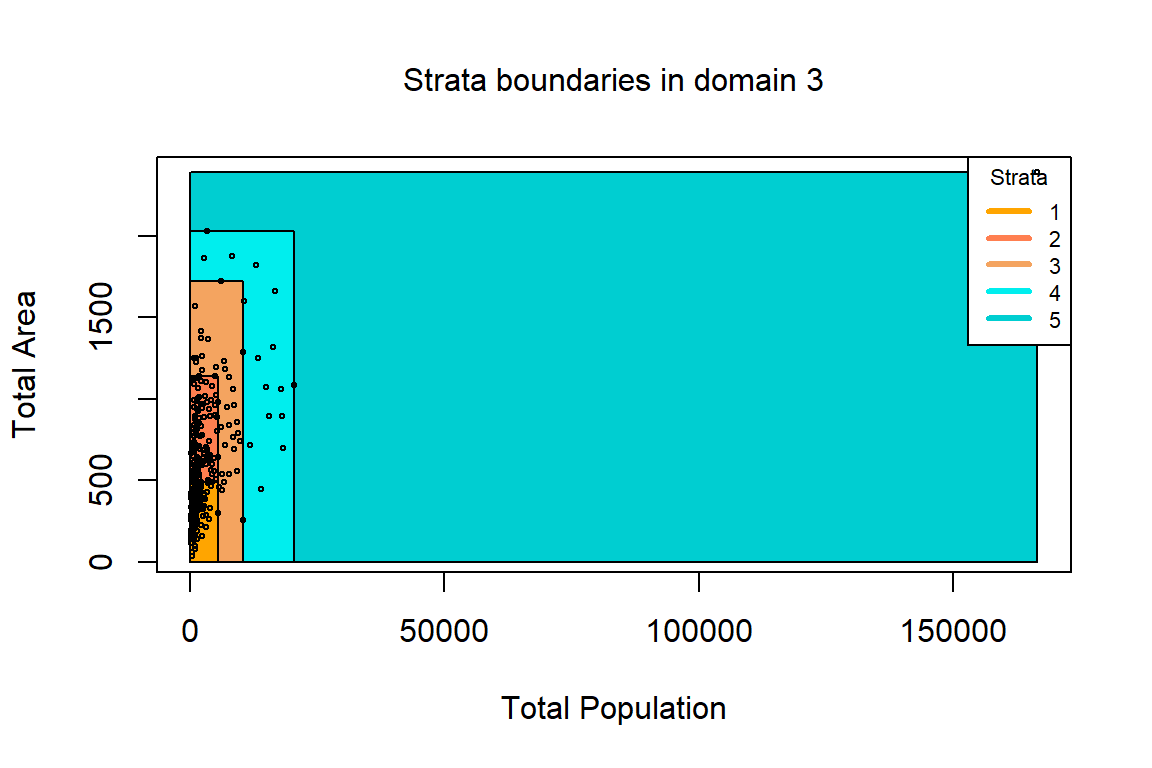 Strata boundaries in domain 3
Total Area
1500
500
0
0 50000 100000 150000
Total Population
Strata
1
2
3
4
5